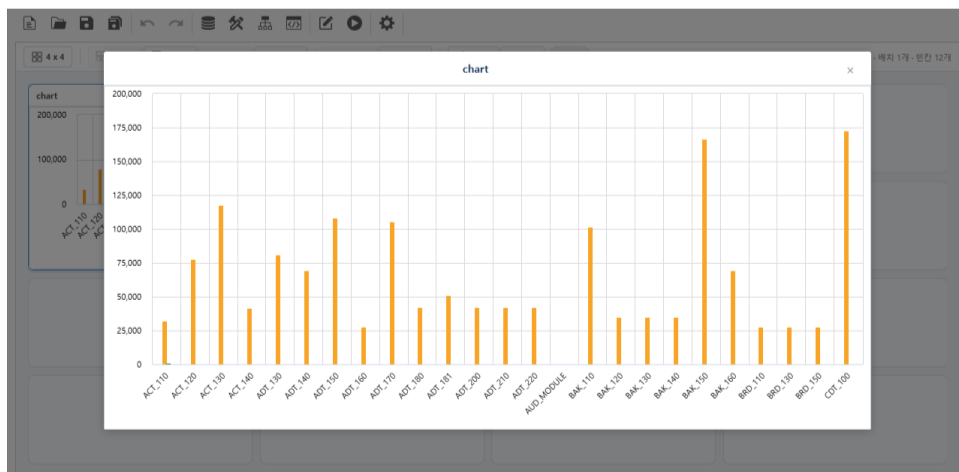 4 x 4
- 배치 1개 - 빈칸 12개
chart
×
chart
200,000
100,000
0
ACT_110
ACT_120
200,000
175,000
150,000
125,000
100,000
75,000
50,000
25,000
0
ACT_110
ACT_120
ACT_130
ACT_140
ADT_130
ADT_140
ADT_150
ADT_160
ADT_170
ADT_180
ADT_181
ADT_200
ADT_210
ADT_220
AUD_MODULE
BAK_110
BAK_120
BAK_130
BAK_140
BAK_150
BAK_160
BRD_110
BRD_130
BRD_150
CDT_100